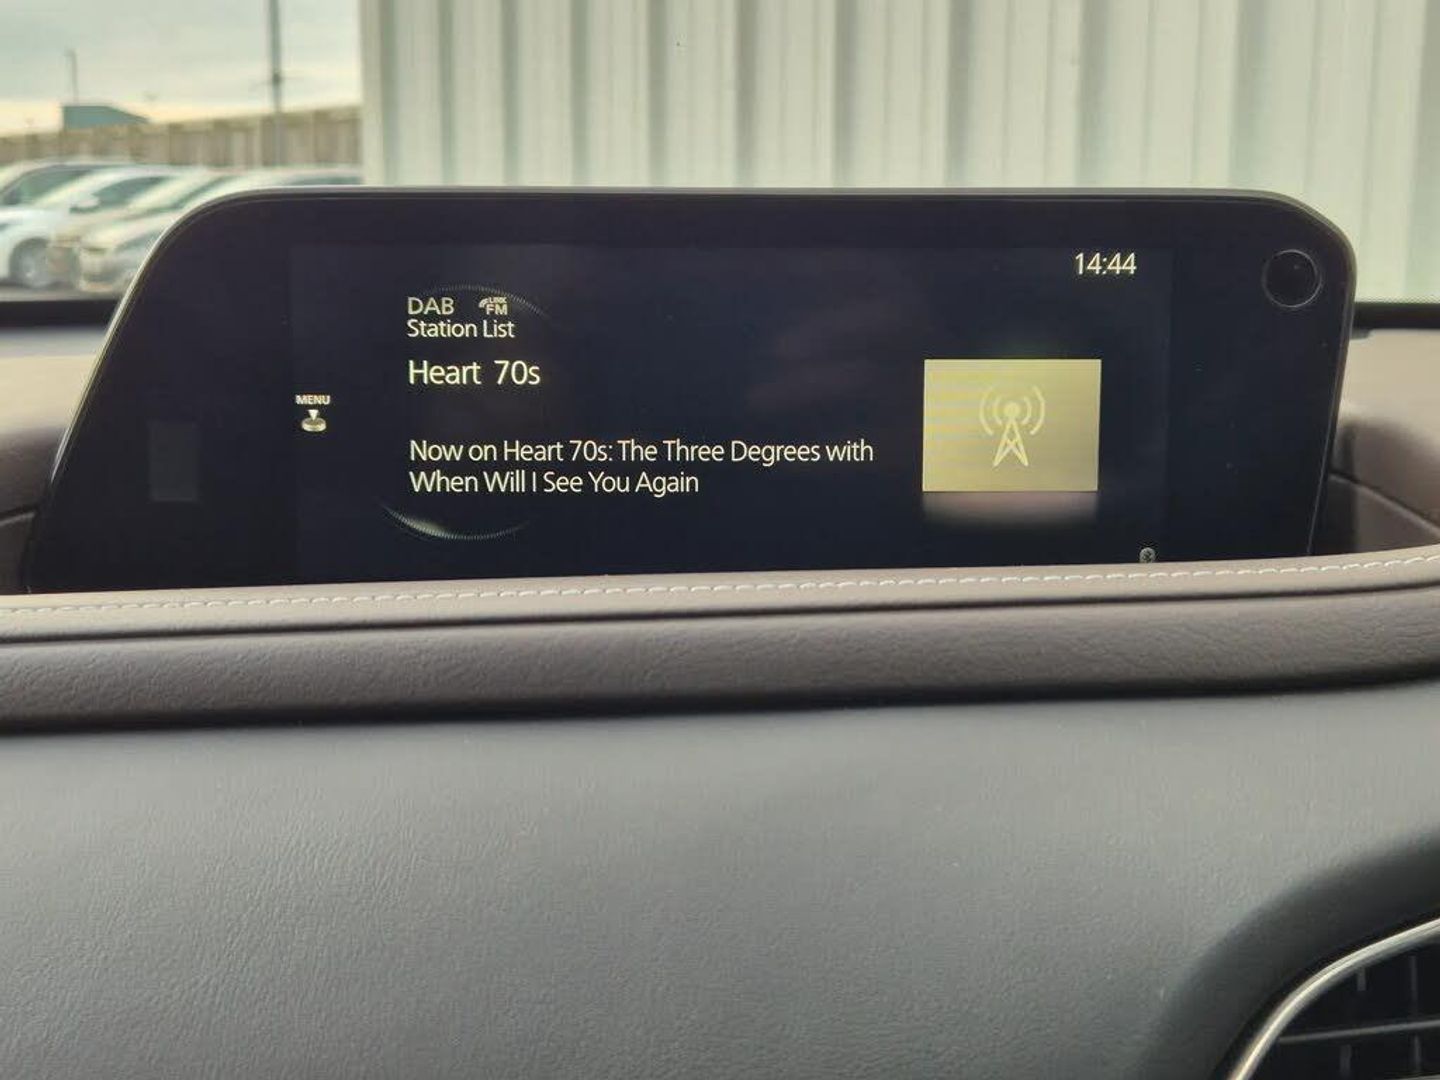 14:44
DAB LINK FM
Station List
Heart 70s
MENU
Now on Heart 70s: The Three Degrees with
When Will I See You Again